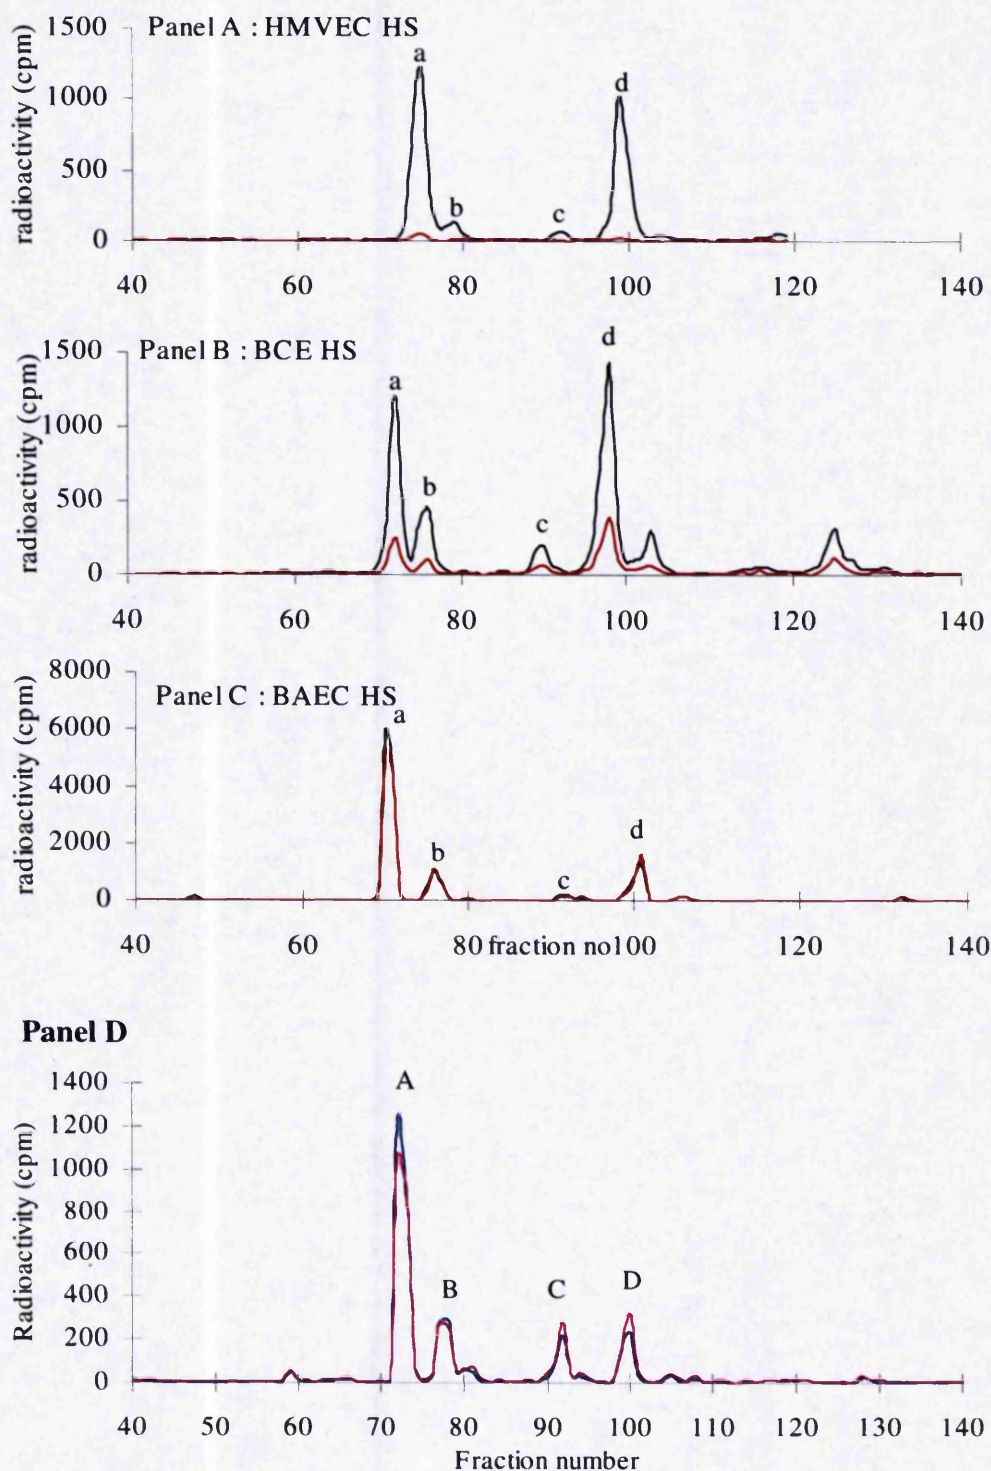 Panel A : HMVEC HS
radioactivity (cpm)
1500
1000
500
0
a
b
c
d
40 60 80 100 120 140
Panel B : BCE HS
radioactivity (cpm)
1500
1000
500
0
a
b
c
d
40 60 80 100 120 140
Panel C : BAEC HS
radioactivity (cpm)
8000
6000
4000
2000
0
a
b
c
d
40 60 80 fraction no100 120 140
Panel D
Radioactivity (cpm)
1400
1200
1000
800
600
400
200
0
A
B
C
D
40 50 60 70 80 90 100 110 120 130 140
Fraction number